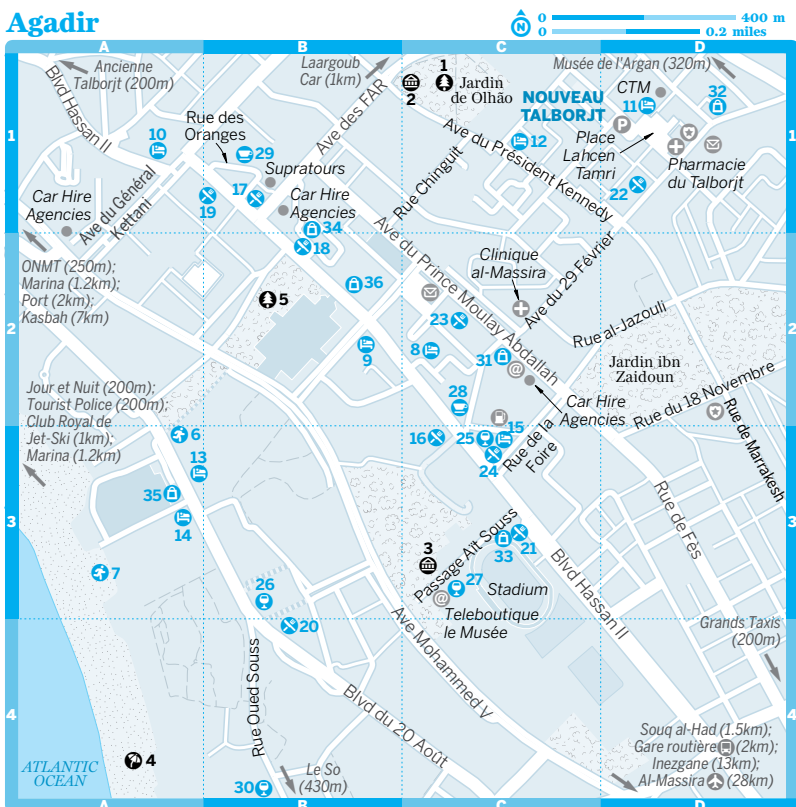 Agadir
N
0 400 m
0 0.2 miles
A
B
C
D
Ancienne
Talborjt (200m)
Laargoub
Car (1km)
Musée de l'Argan (320m)
Blvd Hassan II
Ave des FAR
1
2
Jardin
de Olhão
NOUVEAU
TALBORJT
CTM
11
32
P
Rue des
Oranges
10
29
Supratours
12
Ave du Président Kennedy
Place
Lahcen
Tamri
Pharmacie
du Talborjt
1
1
Car Hire
Agencies
Ave du Général
Kettani
19
17
Car Hire
Agencies
Rue Chinguit
22
34
18
ONMT (250m);
Marina (1.2km);
Port (2km);
Kasbah (7km)
5
36
Ave du Prince Moulay Abdallah
Clinique
al-Massira
Ave du 29 Février
23
Rue al-Jazouli
2
2
9
8
31
@
Jardin ibn
Zaidoun
Jour et Nuit (200m);
Tourist Police (200m);
Club Royal de
Jet-Ski (1km);
Marina (1.2km)
28
Car Hire
Agencies
Rue du 18 Novembre
Rue de Marrakesh
6
16
25
15
24
Rue de la
Foire
13
35
14
Rue de Fès
3
3
7
3
Passage Aït Souss
33
21
26
27
Stadium
@
Teleboutique
le Musée
Blvd Hassan II
20
Ave Mohammed V
Grands Taxis
(200m)
Rue Oued Souss
Blvd du 20 Août
4
4
ATLANTIC
OCEAN
4
30
Le So
(430m)
Souq al-Had (1.5km);
Gare routière (2km);
Inezgane (13km);
Al-Massira (28km)
A
B
C
D